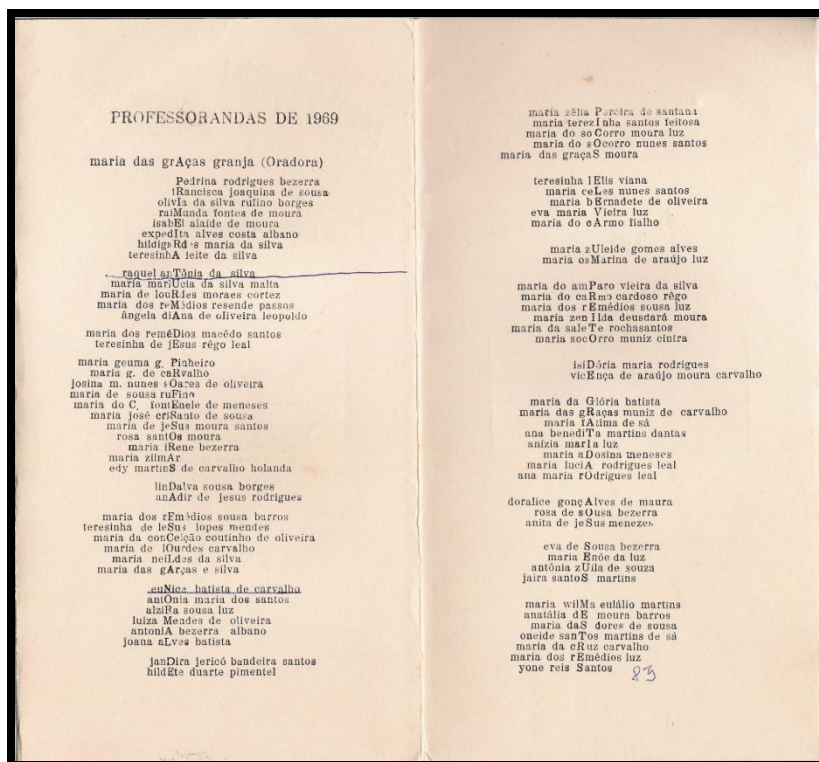 PROFESSORANDAS DE 1969
maria das grAças granja (Oradora)
Pedrina rodrigues bezerra
fRancisca joaquina de sousa
olivIa da silva rufino borges
raiMunda fontes de moura
isabEl alaíde de moura
expedIta alves costa albano
maria da silva
teresinhA leite da silva
raquel anTônia da silva
maria marlUcia da silva malta
maria de louRdes moraes cortez
maria dos reMédios resende passos
ângela diAna de oliveira leopoldo
maria dos reméDios macêdo santos
teresinha de jEsus rêgo leal
maria geuma g. Pinheiro
maria g. de caRvalho
josina m. nunes sOares de oliveira
maria de sousa ruFino
maria do C. fontEnele de meneses
maria josé criSanto de sousa
maria de jeSus moura santos
rosa santOs moura
maria iRene bezerra
maria zilmAr
edy martinS de carvalho holanda
linDalva sousa borges
anAdir de jesus rodrigues
maria dos rEmédios sousa barros
teresinha de jeSus lopes mendes
maria da conCeição coutinho de oliveira
maria de lOurdes carvalho
maria neiLdes da silva
maria das gArças e silva
euNice batista de carvalho
antOnia maria dos santos
alziRa sousa luz
luiza Mendes de oliveira
antoniA bezerra albano
joana aLves batista
janDira jericó bandeira santos
hildEte duarte pimentel
maria zélia Pereira de santana
maria terezInha santos feitosa
maria do soCorro moura luz
maria do sOcorro nunes santos
maria das graçaS moura
teresinha lElis viana
maria ceLes nunes santos
maria bErnadete de oliveira
eva maria Vieira luz
maria do cArmo fialho
maria zUleide gomes alves
maria osMarina de araújo luz
maria do amParo vieira da silva
maria do caRmo cardoso rêgo
maria dos rEmédios sousa luz
maria zenIlda deusdará moura
maria da saleTe rochasantos
maria socOrro muniz cintra
isiDória maria rodrigues
vicEnça de araújo moura carvalho
maria da Glória batista
maria das gRaças muniz de carvalho
maria fAtima de sá
ana benediTa martins dantas
anízia marIa luz
maria aDosina meneses
maria luciA rodrigues leal
ana maria rOdrigues leal
doralice gonçAlves de maura
rosa de sOusa bezerra
anita de jeSus menezes
eva de Sousa bezerra
maria Enóe da luz
antônia zUila de souza
jaira santoS martins
maria wilMa eulálio martins
anatália dE moura barros
maria daS dores de sousa
oneide sanTos martins de sá
maria da cRuz carvalho
maria dos rEmédios luz
yone reis Santos 83